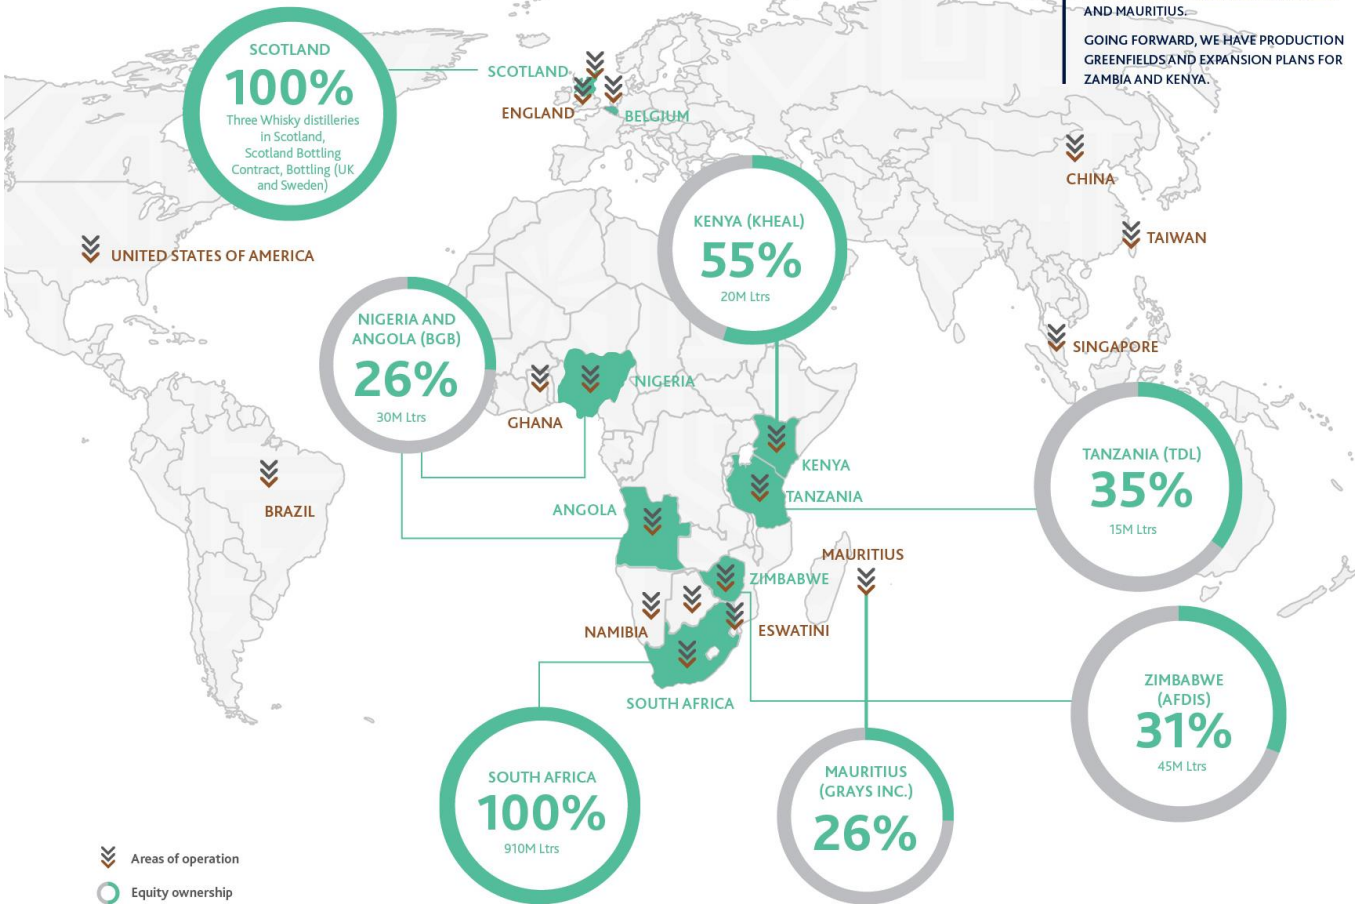 AND MAURITIUS.
GOING FORWARD, WE HAVE PRODUCTION
GREENFIELDS AND EXPANSION PLANS FOR
ZAMBIA AND KENYA.
SCOTLAND
100%
Three Whisky distilleries
in Scotland,
Scotland Bottling
Contract, Bottling (UK
and Sweden)
SCOTLAND
ENGLAND
BELGIUM
CHINA
TAIWAN
UNITED STATES OF AMERICA
KENYA (KHEAL)
55%
20M Ltrs
NIGERIA AND
ANGOLA (BGB)
26%
30M Ltrs
SINGAPORE
NIGERIA
GHANA
KENYA
TANZANIA
TANZANIA (TDL)
35%
15M Ltrs
BRAZIL
ANGOLA
MAURITIUS
ZIMBABWE
NAMIBIA
ESWATINI
SOUTH AFRICA
ZIMBABWE
(AFDIS)
31%
45M Ltrs
SOUTH AFRICA
100%
910M Ltrs
MAURITIUS
(GRAYS INC.)
26%
Areas of operation
Equity ownership